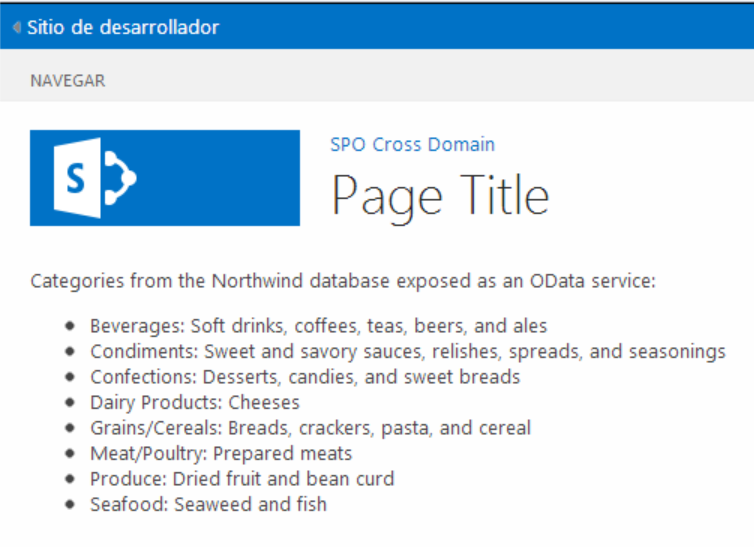 Sitio de desarrollador
NAVEGAR
S
SPO Cross Domain
Page Title
Categories from the Northwind database exposed as an OData service:
Beverages: Soft drinks, coffees, teas, beers, and ales
Condiments: Sweet and savory sauces, relishes, spreads, and seasonings
Confections: Desserts, candies, and sweet breads
Dairy Products: Cheeses
Grains/Cereals: Breads, crackers, pasta, and cereal
Meat/Poultry: Prepared meats
Produce: Dried fruit and bean curd
Seafood: Seaweed and fish